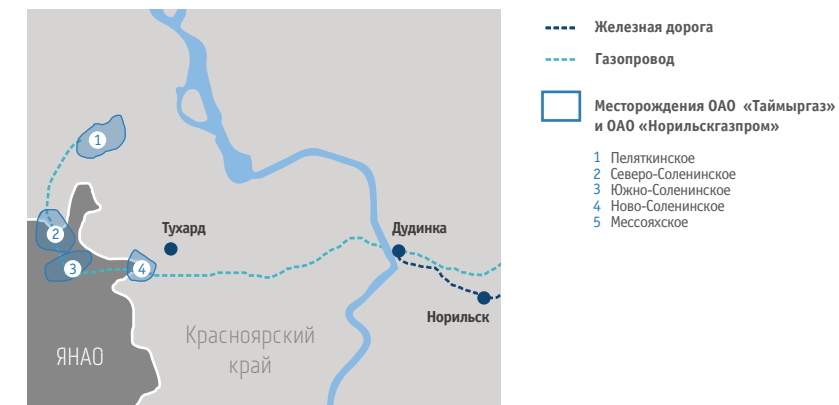 Железная дорога
Газопровод
Месторождения ОАО «Таймыргаз»
и ОАО «Норильскгазпром»
1 Пеляткинское
2 Северо-Соленинское
3 Южно-Соленинское
4 Ново-Соленинское
5 Мессояхское
1
2
3
4
Тухард
Дудинка
Норильск
ЯНАО
Красноярский
край